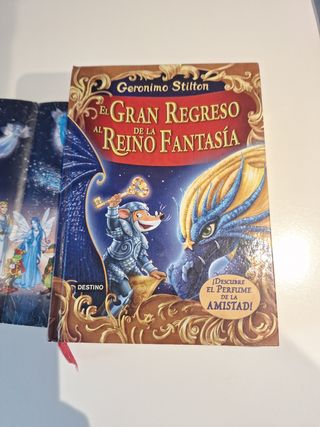 Geronimo Stilton
EL GRAN REGRESO
AL REINO DE LA FANTASÍA
DESTINO
¡DESCUBRE
EL PERFUME
DE LA
AMISTAD!